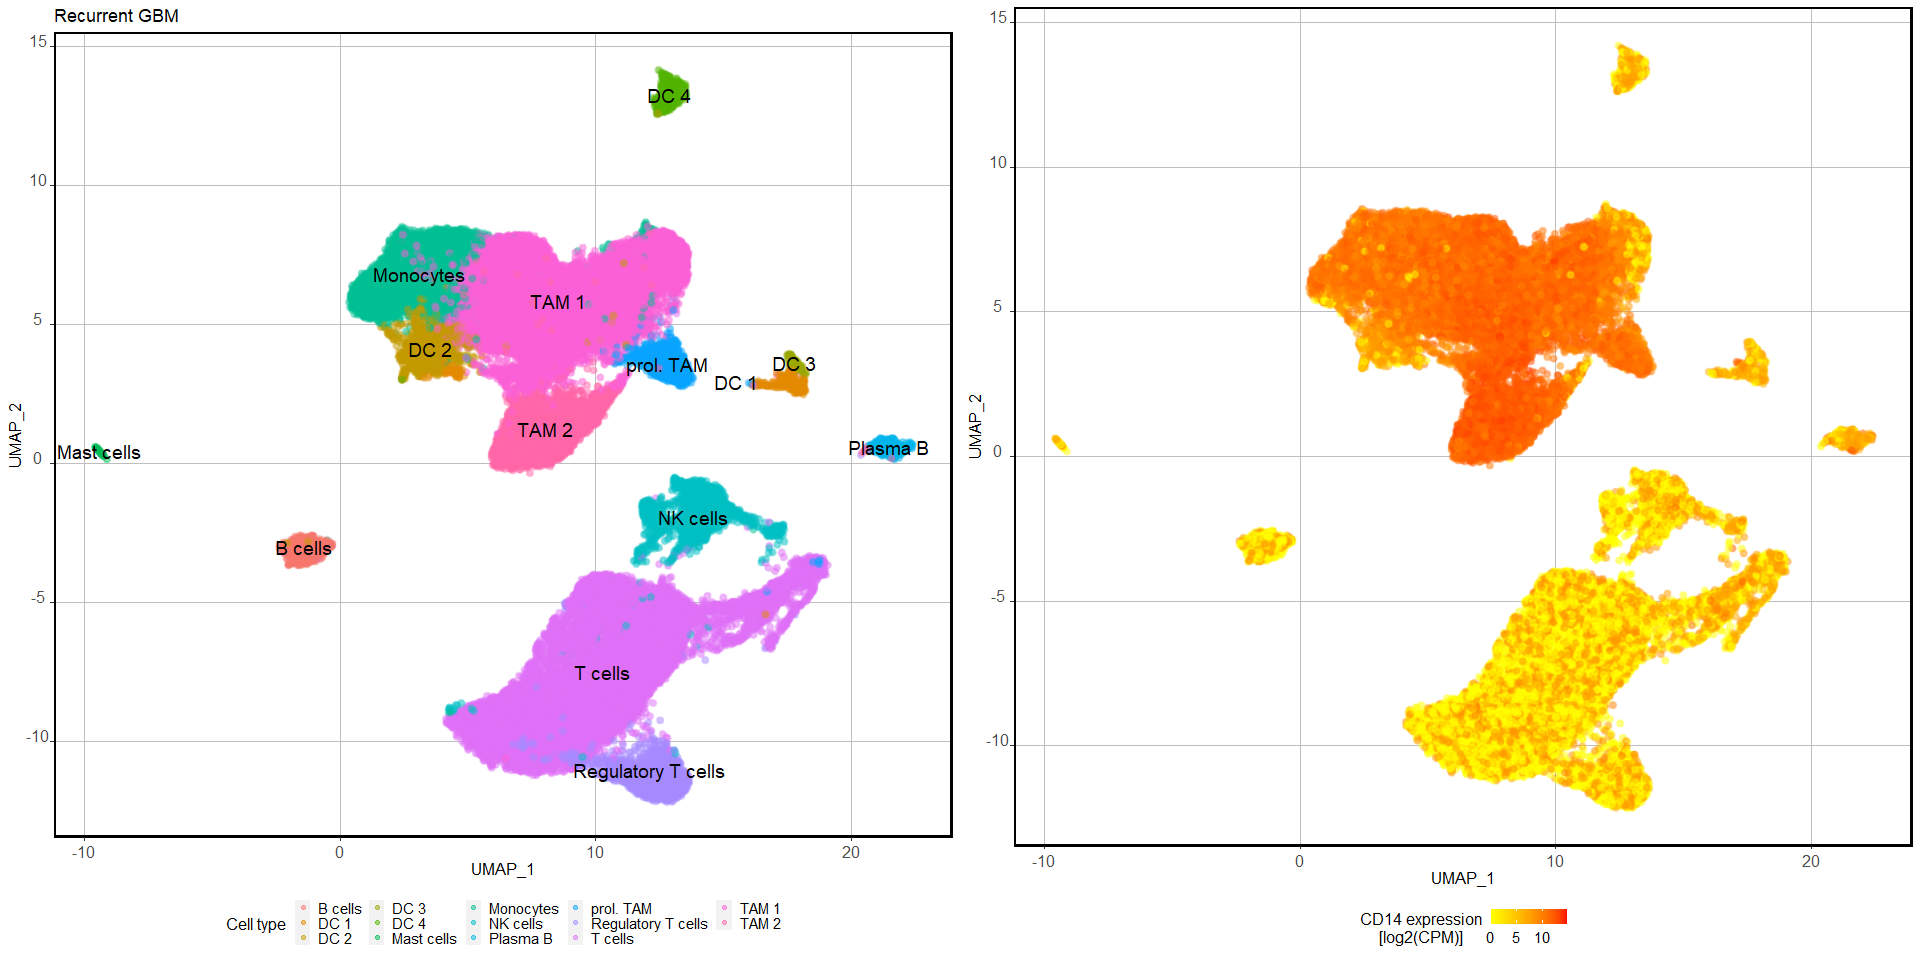 Recurrent GBM
15
10
5
0
-5
-10
UMAP_2
DC 4
Monocytes
TAM 1
DC 2
prol. TAM
DC 3
DC 1
TAM 2
Mast cells
Plasma B
NK cells
B cells
T cells
Regulatory T cells
-10 0 10 20
UMAP_1
Cell type
B cells DC 3 Monocytes prol. TAM TAM 1
DC 1 DC 4 NK cells Regulatory T cells TAM 2
DC 2 Mast cells Plasma B T cells
15
10
5
0
-5
-10
UMAP_2
-10 0 10 20
UMAP_1
CD14 expression
[log2(CPM)] 0 5 10